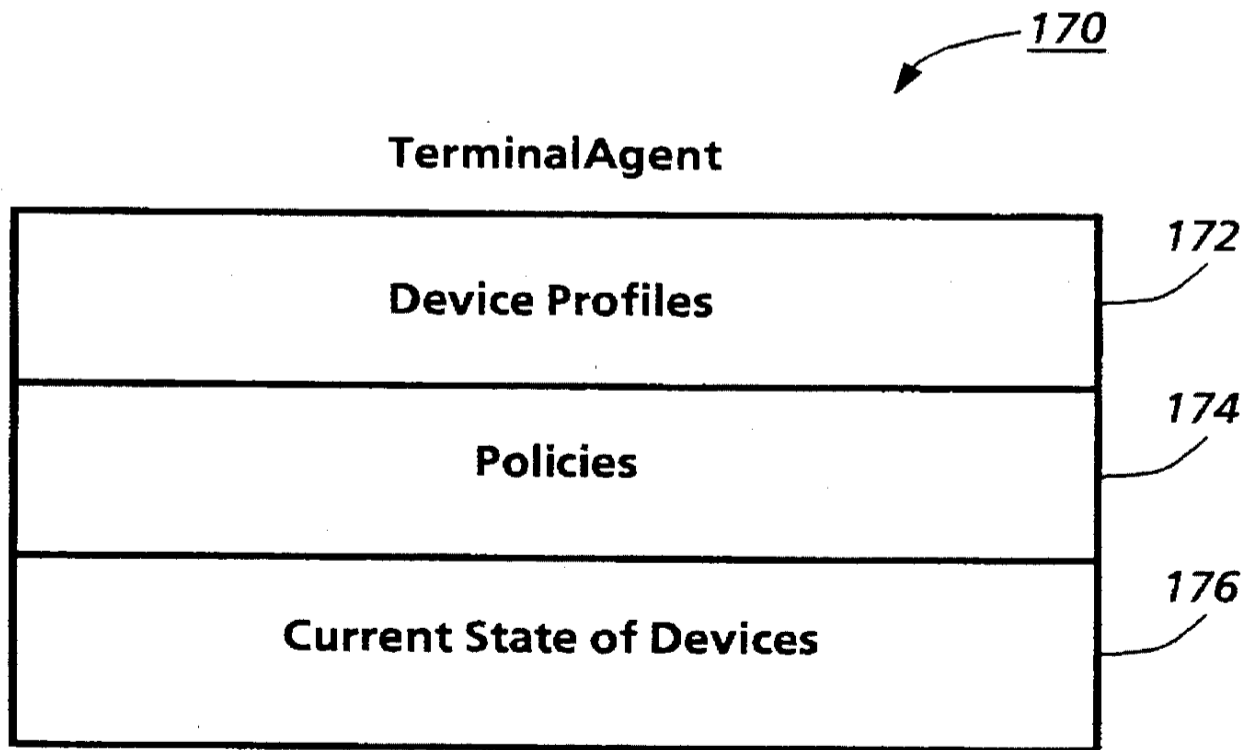 170
TerminalAgent
172
Device Profiles
174
Policies
176
Current State of Devices